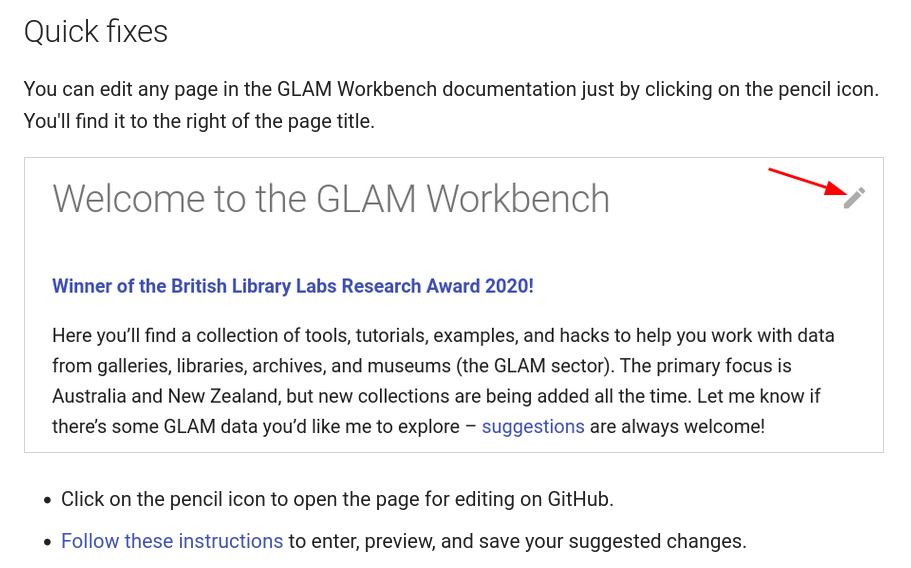 Quick fixes
You can edit any page in the GLAM Workbench documentation just by clicking on the pencil icon.
You'll find it to the right of the page title.
Welcome to the GLAM Workbench
Winner of the British Library Labs Research Award 2020!
Here you’ll find a collection of tools, tutorials, examples, and hacks to help you work with data
from galleries, libraries, archives, and museums (the GLAM sector). The primary focus is
Australia and New Zealand, but new collections are being added all the time. Let me know if
there’s some GLAM data you’d like me to explore – suggestions are always welcome!
• Click on the pencil icon to open the page for editing on GitHub.
• Follow these instructions to enter, preview, and save your suggested changes.